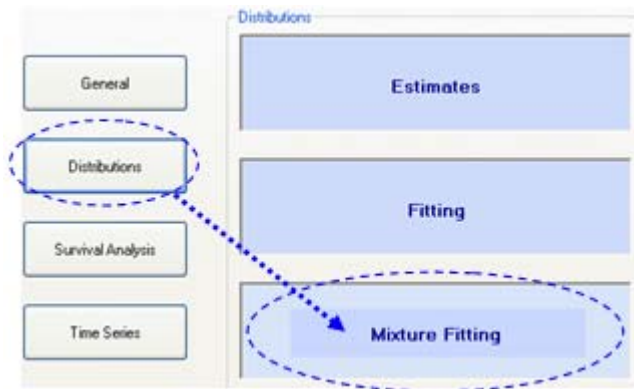 General
Distributions
Survival Analysis
Time Series
Distributions
Estimates
Fitting
Mixture Fitting